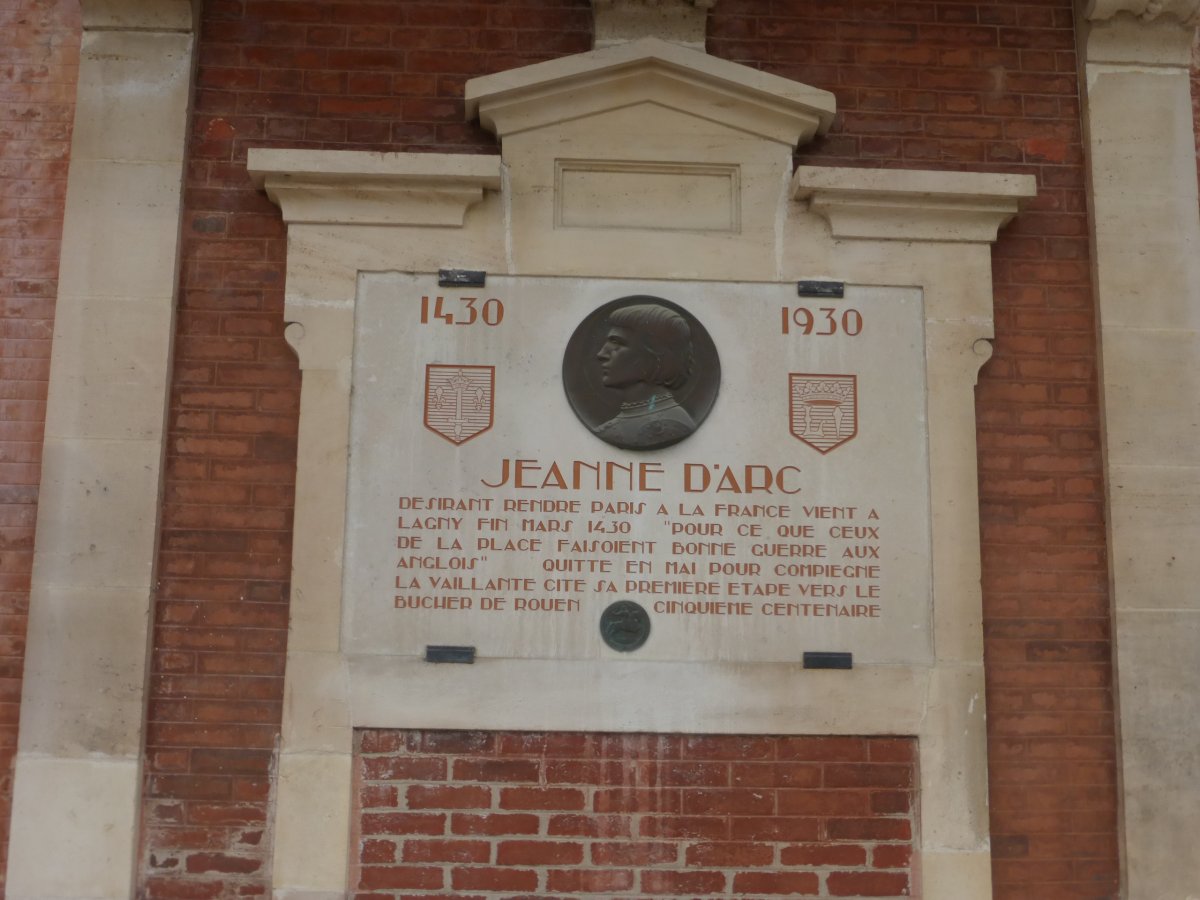 1430 1930
JEANNE D'ARC
DESIRANT RENDRE PARIS A LA FRANCE VIENT A
LAGNY FIN MARS 1430 "POUR CE QUE CEUX
DE LA PLACE FAISOIENT BONNE GUERRE AUX
ANGLOIS" QUITTE EN MAI POUR COMPIEGNE
LA VAILLANTE CITE SA PREMIERE ETAPE VERS LE
BUCHER DE ROUEN CINQUIEME CENTENAIRE